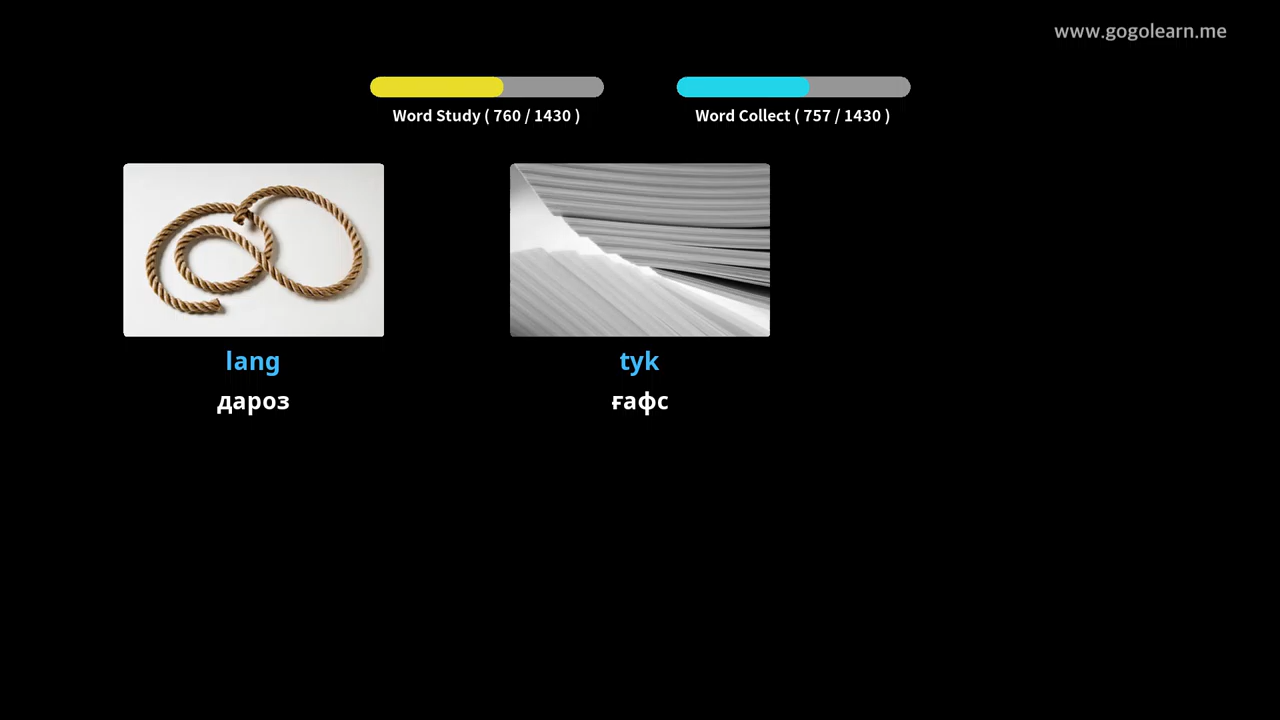 www.gogolearn.me
Word Study ( 760 / 1430 )
Word Collect ( 757 / 1430 )
lang
дароз
tyk
ғафс